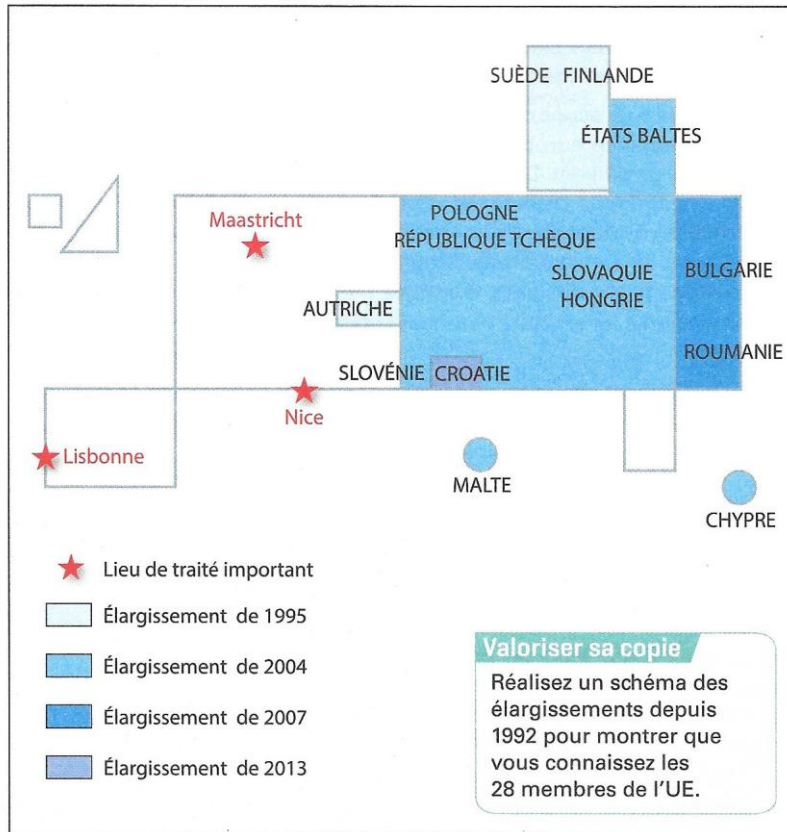 SUÈDE FINLANDE
ÉTATS BALTES
Maastricht
POLOGNE
RÉPUBLIQUE TCHÈQUE
SLOVAQUIE
HONGRIE
BULGARIE
AUTRICHE
ROUMANIE
SLOVÉNIE
CROATIE
Nice
Lisbonne
MALTE
CHYPRE
Lieu de traité important
Élargissement de 1995
Élargissement de 2004
Élargissement de 2007
Élargissement de 2013
Valoriser sa copie
Réalisez un schéma des
élargissements depuis
1992 pour montrer que
vous connaissez les
28 membres de l'UE.